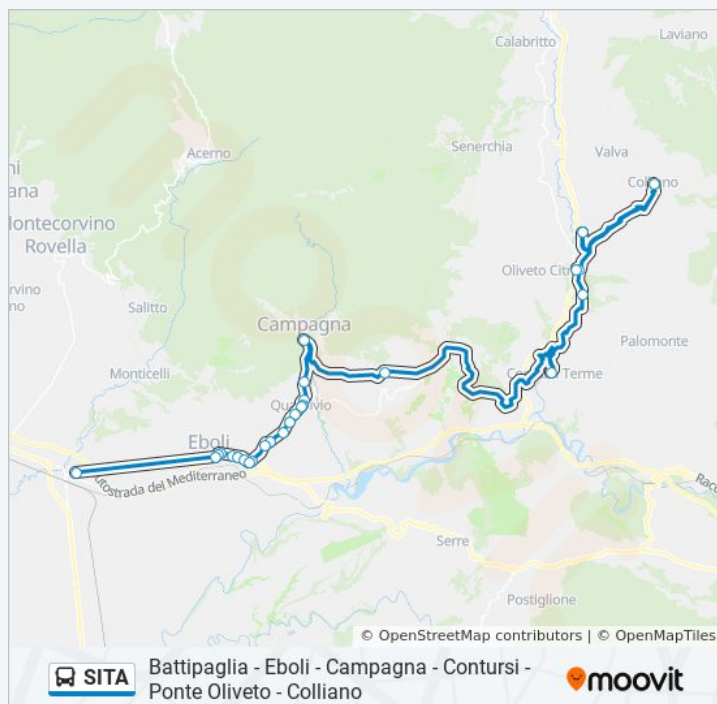 Laviano
Calabritto
Senerchia
Valva
Acerno
Colliano
ontecorvino
Rovella
Oliveto Citra
Salitto
Campagna
Palomonte
Monticelli
Terme
Eboli
Autostrada del Mediterraneo
Serre
Postiglione
© OpenStreetMap contributors | © OpenMapTiles
SITA
Battipaglia - Eboli - Campagna - Contursi -
Ponte Oliveto - Colliano
moovit